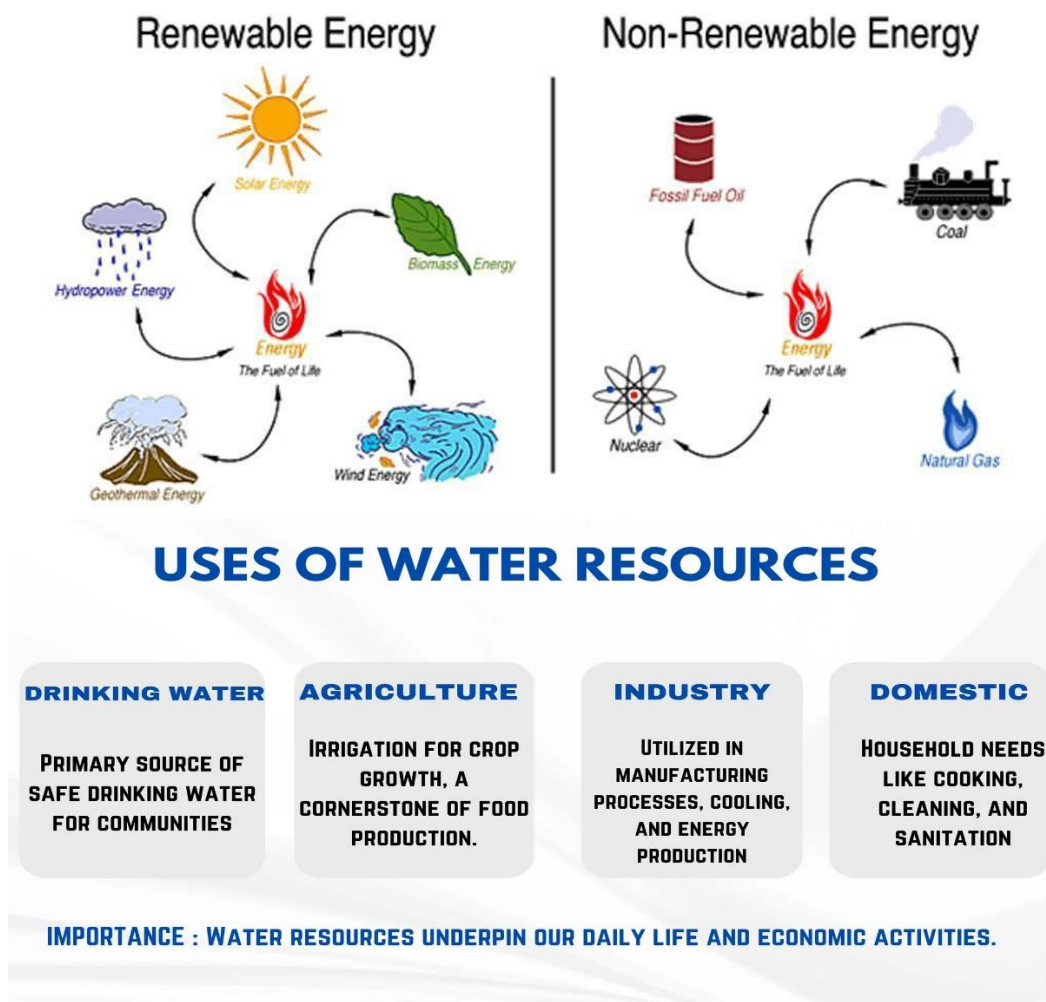 Renewable Energy
Non-Renewable Energy
Solar Energy
Biomass Energy
Hydropower Energy
Energy
The Fuel of Life
Geothermal Energy
Wind Energy
Fossil Fuel Oil
Coal
Energy
The Fuel of Life
Nuclear
Natural Gas
USES OF WATER RESOURCES
DRINKING WATER
PRIMARY SOURCE OF
SAFE DRINKING WATER
FOR COMMUNITIES
AGRICULTURE
IRRIGATION FOR CROP
GROWTH, A
CORNERSTONE OF FOOD
PRODUCTION.
INDUSTRY
UTILIZED IN
MANUFACTURING
PROCESSES, COOLING,
AND ENERGY
PRODUCTION
DOMESTIC
HOUSEHOLD NEEDS
LIKE COOKING,
CLEANING, AND
SANITATION
IMPORTANCE : WATER RESOURCES UNDERPIN OUR DAILY LIFE AND ECONOMIC ACTIVITIES.